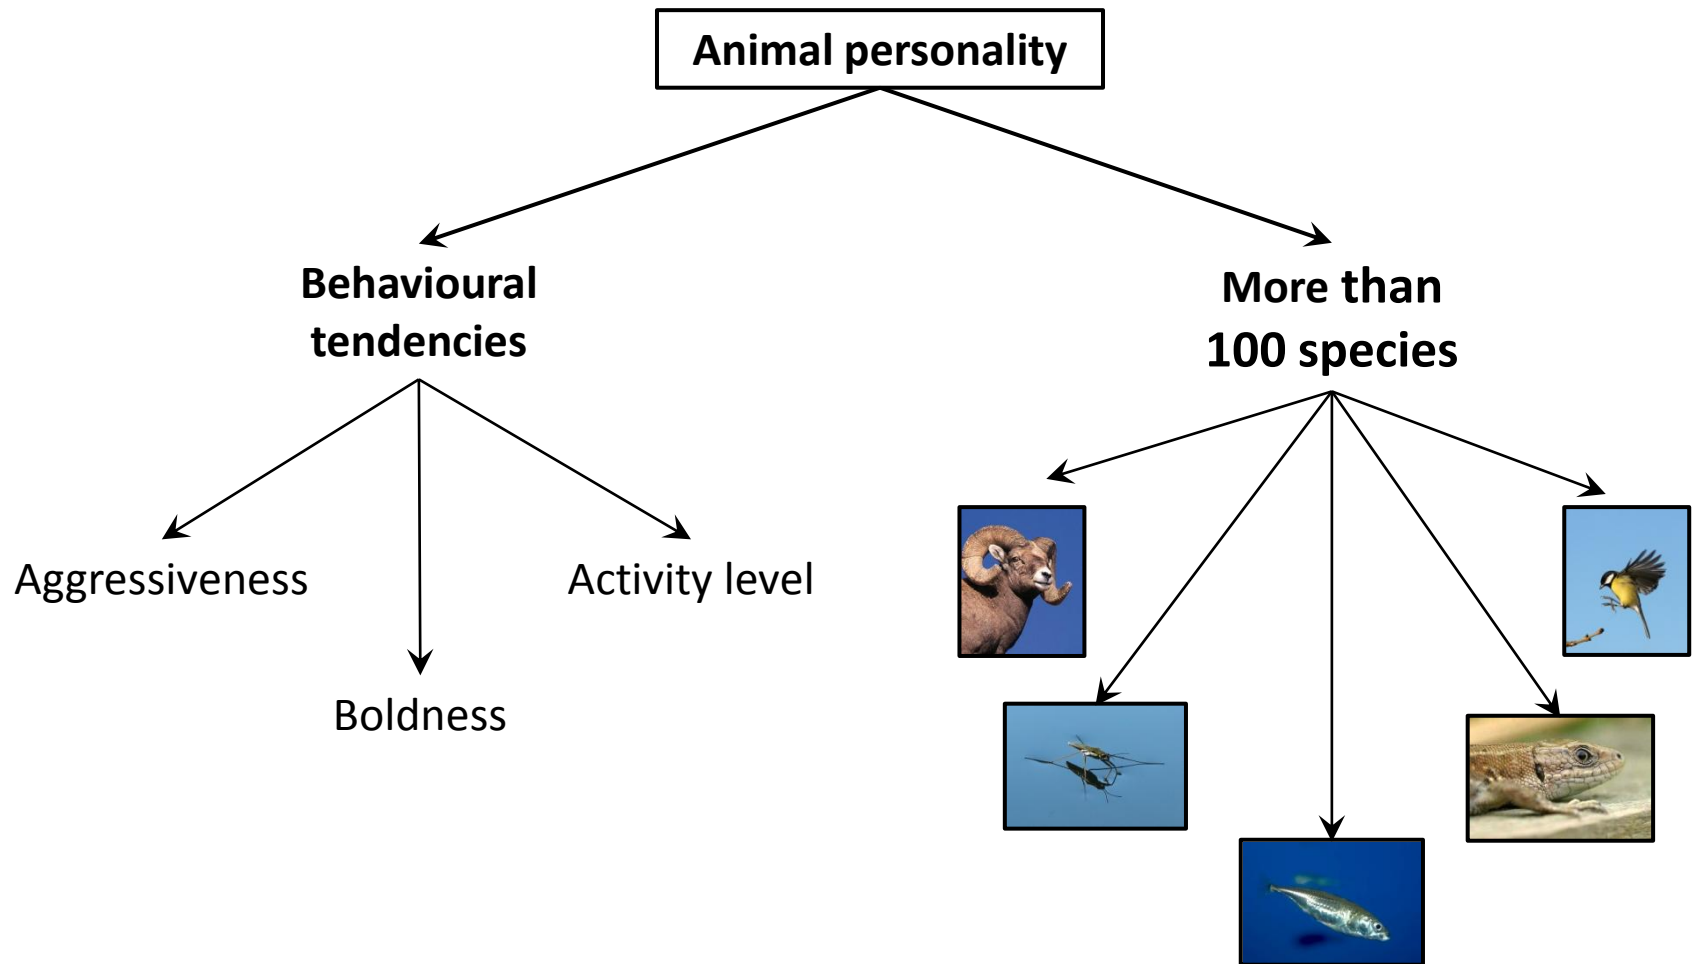 Animal personality
Behavioural
tendencies
More than
100 species
Aggressiveness
Activity level
Boldness